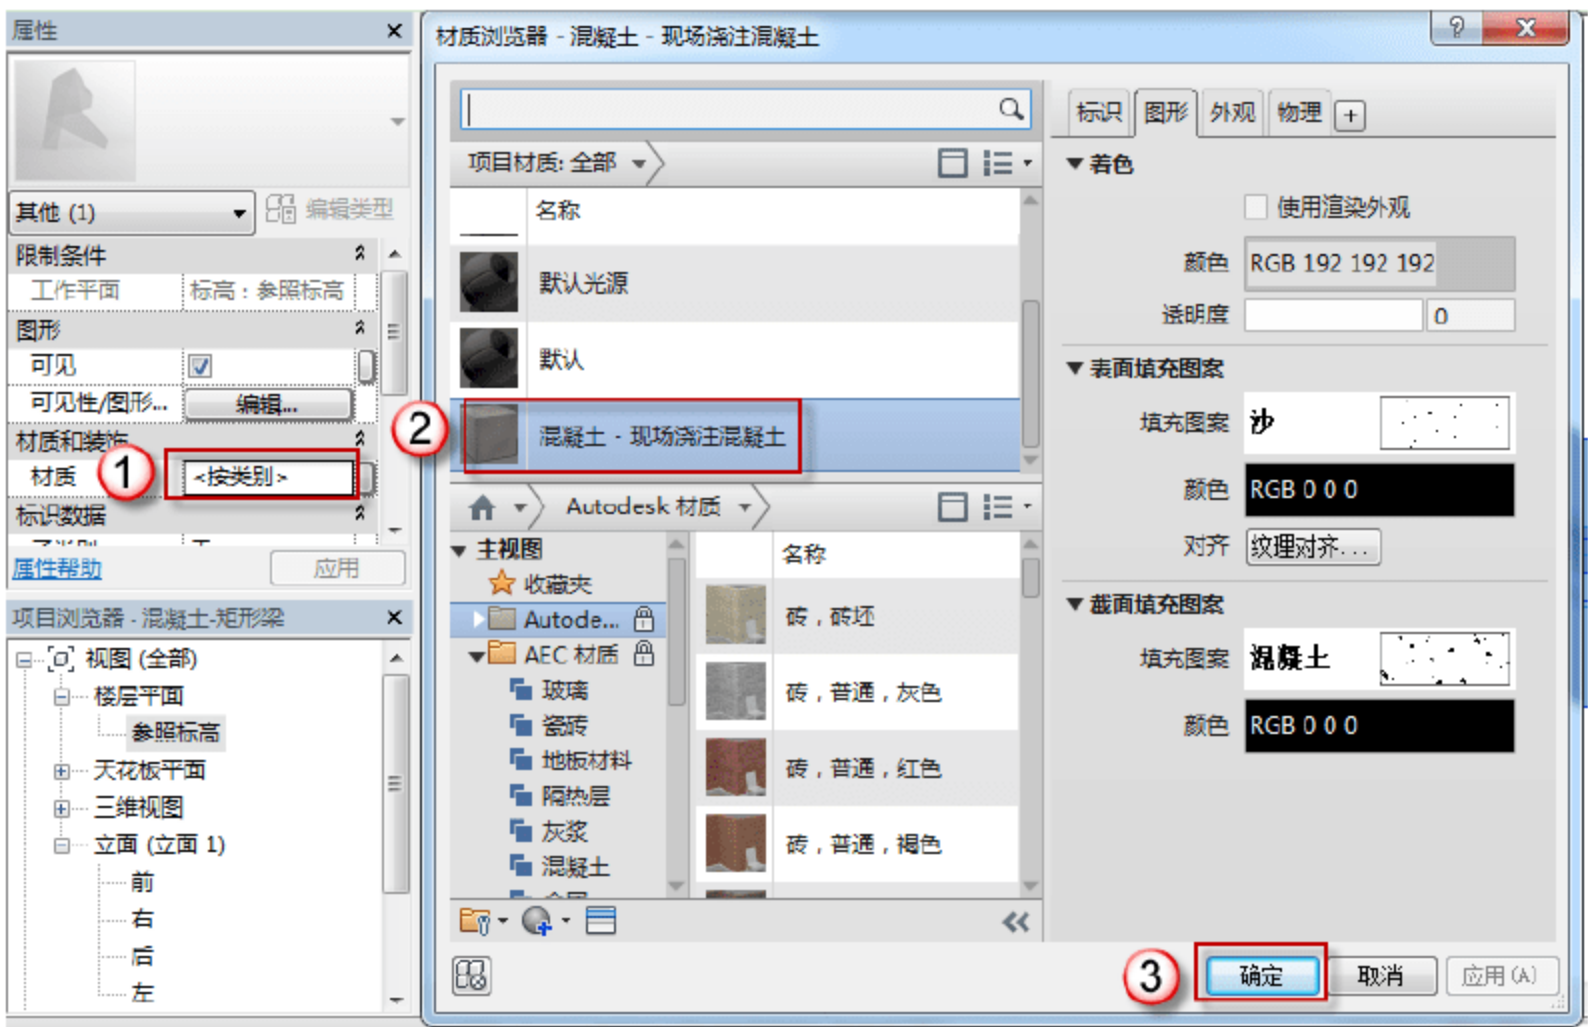 属性
其他 (1)
编辑类型
限制条件
工作平面
标高：参照标高
图形
可见
可见性/图形...
编辑...
材质和装饰
1
材质
<按类别>
标识数据
属性帮助
应用
项目浏览器 - 混凝土-矩形梁
视图 (全部)
楼层平面
参照标高
天花板平面
三维视图
立面 (立面 1)
前
右
后
左
材质浏览器 - 混凝土 - 现场浇注混凝土
项目材质: 全部
名称
默认光源
默认
2
混凝土 - 现场浇注混凝土
Autodesk 材质
主视图
收藏夹
Autode...
AEC 材质
玻璃
瓷砖
地板材料
隔热层
灰浆
混凝土
名称
砖，砖坯
砖，普通，灰色
砖，普通，红色
砖，普通，褐色
标识
图形
外观
物理
+
着色
使用渲染外观
颜色
RGB 192 192 192
透明度
0
表面填充图案
填充图案
沙
颜色
RGB 0 0 0
对齐
纹理对齐...
截面填充图案
填充图案
混凝土
颜色
RGB 0 0 0
3
确定
取消
应用(A)